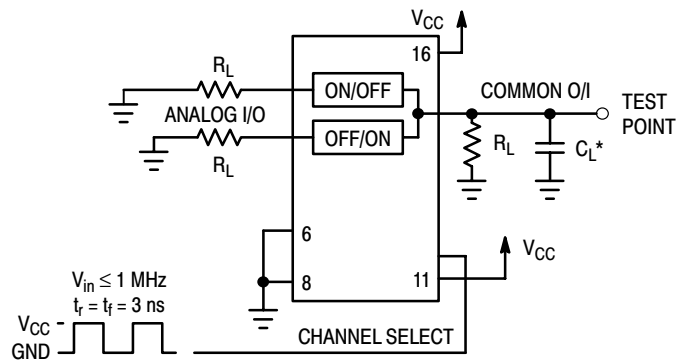 V_CC
16
R_L
ON/OFF
COMMON O/I
ANALOG I/O
TEST
POINT
OFF/ON
R_L
R_L
C_L*
6
V_CC
8
11
V_in ≤ 1 MHz
t_r = t_f = 3 ns
V_CC
GND
CHANNEL SELECT